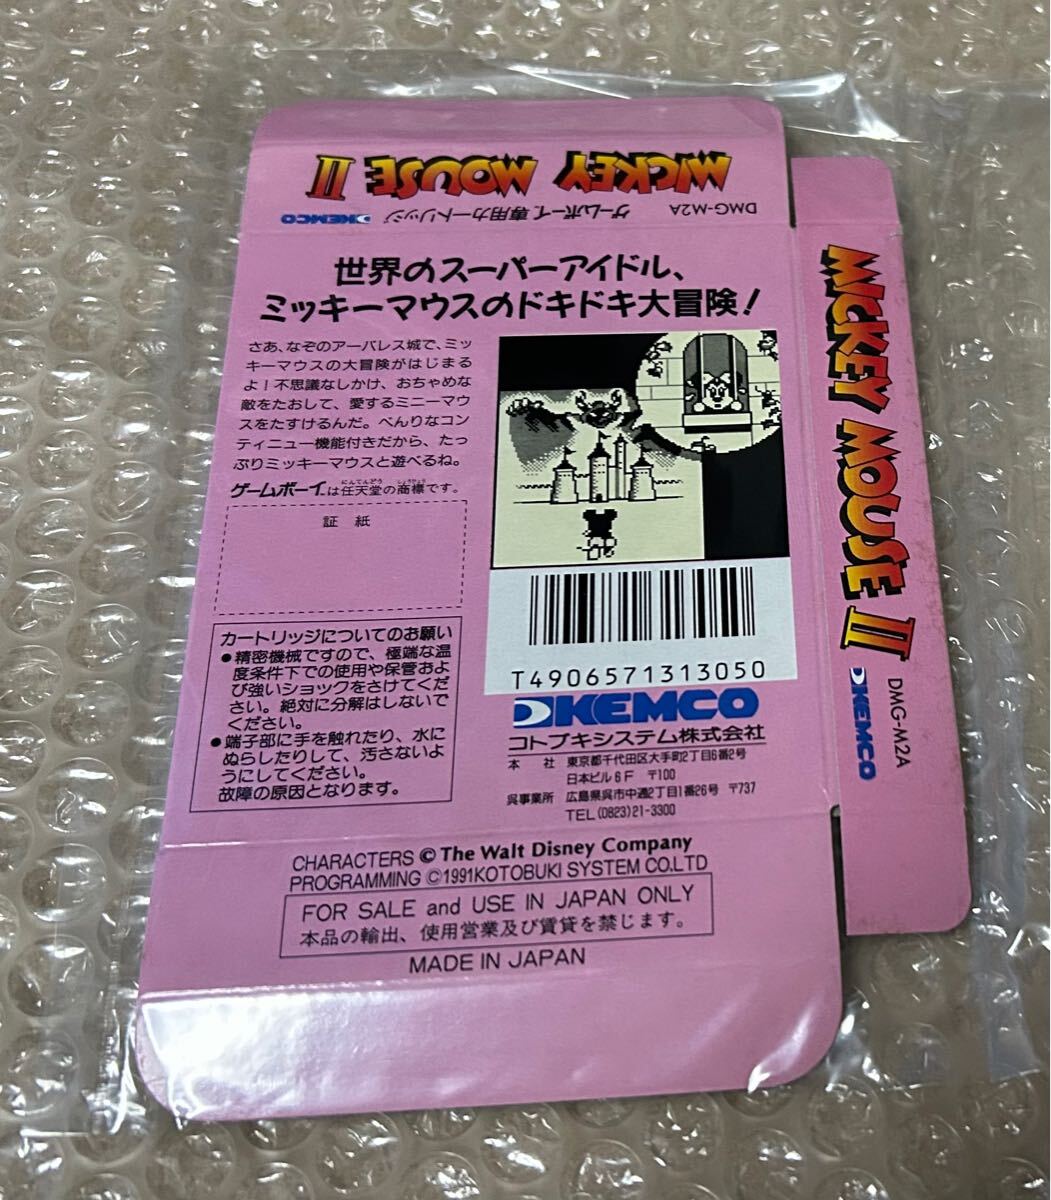 MICKEY MOUSE II
DMG-M2A ゲームボーイ専用カートリッジ KEMCO
世界のスーパーアイドル、
ミッキーマウスのドキドキ大冒険!
さあ、なぞのアーバレス城で、ミッ
キーマウスの大冒険がはじまる
よ!不思議なしかけ、おちゃめな
敵をたおして、愛するミニーマウ
スをたすけるんだ。べんりなコン
ティニュー機能付きだから、たっ
ぷりミッキーマウスと遊べるね。
ゲームボーイは任天堂の商標です。
にんてんどう しょうひょう
証紙
カートリッジについてのお願い
●精密機械ですので、極端な温
度条件下での使用や保管およ
び強いショックをさけてくだ
さい。絶対に分解はしないで
ください。
●端子部に手を触れたり、水に
ぬらしたりして、汚さないよ
うにしてください。
故障の原因となります。
T4906571313050
KEMCO
コトブキシステム株式会社
本 社 東京都千代田区大手町2丁目6番2号
日本ビル6F 〒100
呉事業所 広島県呉市中通2丁目1番26号 〒737
TEL(0823)21-3300
CHARACTERS © The Walt Disney Company
PROGRAMMING ©1991KOTOBUKI SYSTEM CO.LTD
FOR SALE and USE IN JAPAN ONLY
本品の輸出、使用営業及び賃貸を禁じます。
MADE IN JAPAN
MICKEY MOUSE II
DMG-M2A
KEMCO